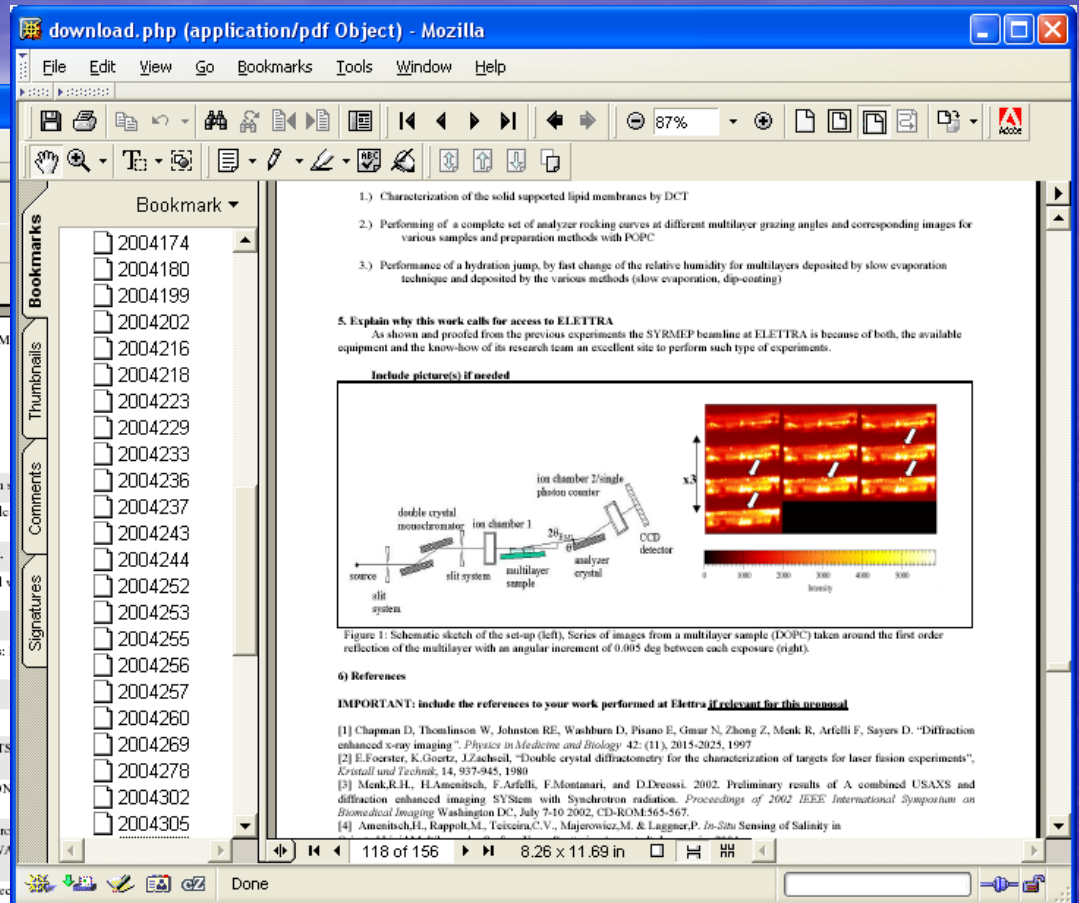 download.php (application/pdf Object) - Mozilla
File Edit View Go Bookmarks Tools Window Help
87%
Adobe
Bookmarks
Thumbnails
Comments
Signatures
Bookmark
2004174
2004180
2004199
2004202
2004216
2004218
2004223
2004229
2004233
2004236
2004237
2004243
2004244
2004252
2004253
2004255
2004256
2004257
2004260
2004269
2004278
2004302
2004305
1.) Characterization of the solid supported lipid membranes by DCT
2.) Performing of a complete set of analyzer rocking curves at different multilayer grazing angles and corresponding images for
various samples and preparation methods with POPC
3.) Performance of a hydration jump, by fast change of the relative humidity for multilayers deposited by slow evaporation
technique and deposited by the various methods (slow evaporation, dip-coating)
5. Explain why this work calls for access to ELETTRA
As shown and proofed from the previous experiments the SYRMEP beamline at ELETTRA is because of both, the available
equipment and the know-how of its research team an excellent site to perform such type of experiments.
Include picture(s) if needed
source
slit
system
double crystal
monochromator
slit system
ion chamber 1
multilayer
sample
ion chamber 2/single
photon counter
analyzer
crystal
CCD
detector
x3
0 1000 2000 3000 4000 5000
Intensity
Figure 1: Schematic sketch of the set-up (left), Series of images from a multilayer sample (DOPC) taken around the first order
reflection of the multilayer with an angular increment of 0.005 deg between each exposure (right).
6) References
IMPORTANT: include the references to your work performed at Elettra if relevant for this proposal
[1] Chapman D, Thomlinson W, Johnston RE, Washburn D, Pisano E, Gmur N, Zhong Z, Menk R, Arfelli F, Sayers D. “Diffraction
enhanced x-ray imaging”. Physics in Medicine and Biology 42: (11), 2015-2025, 1997
[2] E.Foerster, K.Goertz, J.Zachseil, “Double crystal diffractometry for the characterization of targets for laser fusion experiments”,
Kristall und Technik, 14, 937-945, 1980
[3] Menk,R.H., H.Amenitsch, F.Arfelli, F.Montanari, and D.Dreossi. 2002. Preliminary results of A combined USAXS and
diffraction enhanced imaging SYStem with Synchrotron radiation. Proceedings of 2002 IEEE International Symposium on
Biomedical Imaging Washington DC, July 7-10 2002, CD-ROM:565-567.
[4] Amenitsch,H., Rappolt,M., Teixeira,C.V., Majerowicz,M. & Laggner,P. In-Situ Sensing of Salinity in
118 of 156
8.26 x 11.69 in
Done